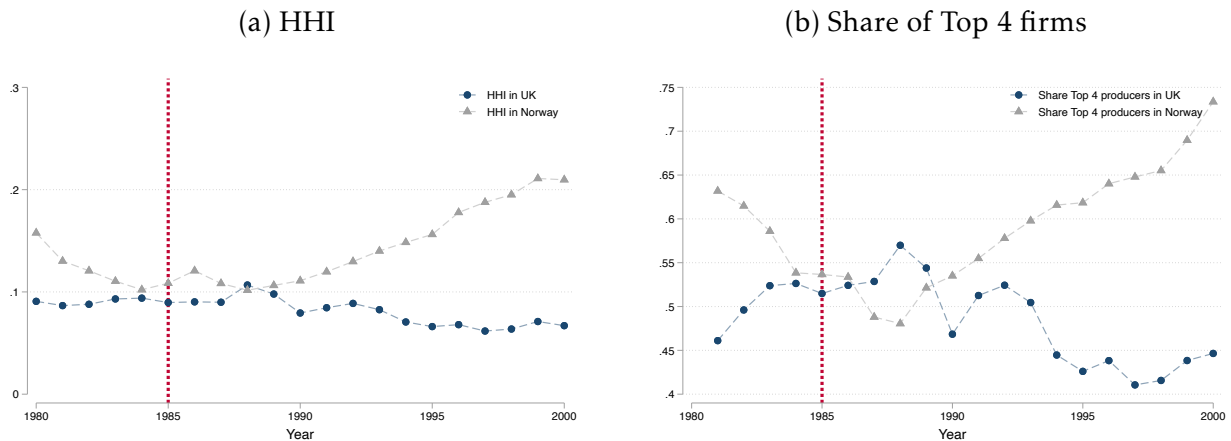 (a) HHI
.3
.2
.1
0
1980 1985 1990 1995 2000
Year
HHI in UK
HHI in Norway
(b) Share of Top 4 firms
.75
.7
.65
.6
.55
.5
.45
.4
1980 1985 1990 1995 2000
Year
Share Top 4 producers in UK
Share Top 4 producers in Norway